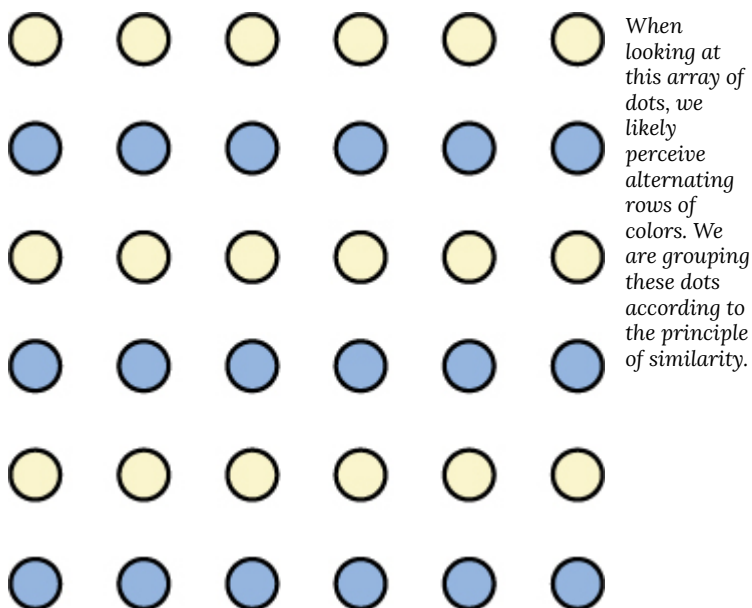 When
looking at
this array of
dots, we
likely
perceive
alternating
rows of
colors. We
are grouping
these dots
according to
the principle
of similarity.